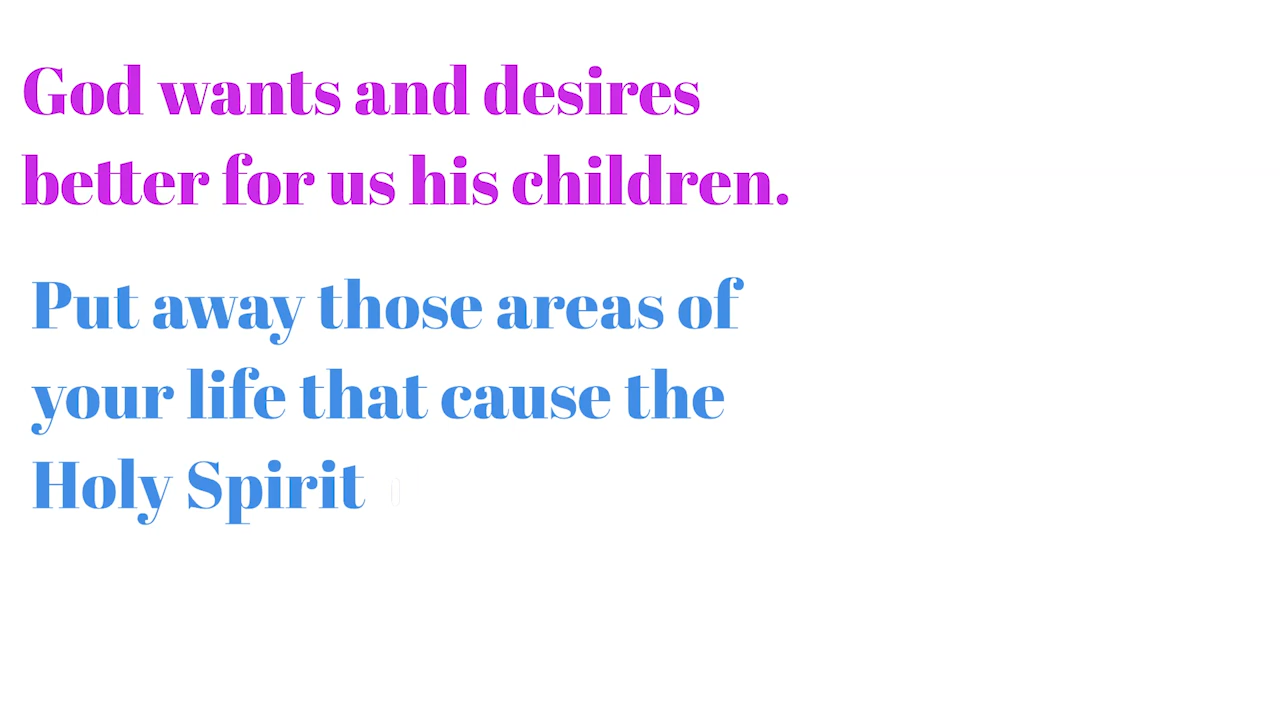 God wants and desires
better for us his children.
Put away those areas of
your life that cause the
Holy Spirit